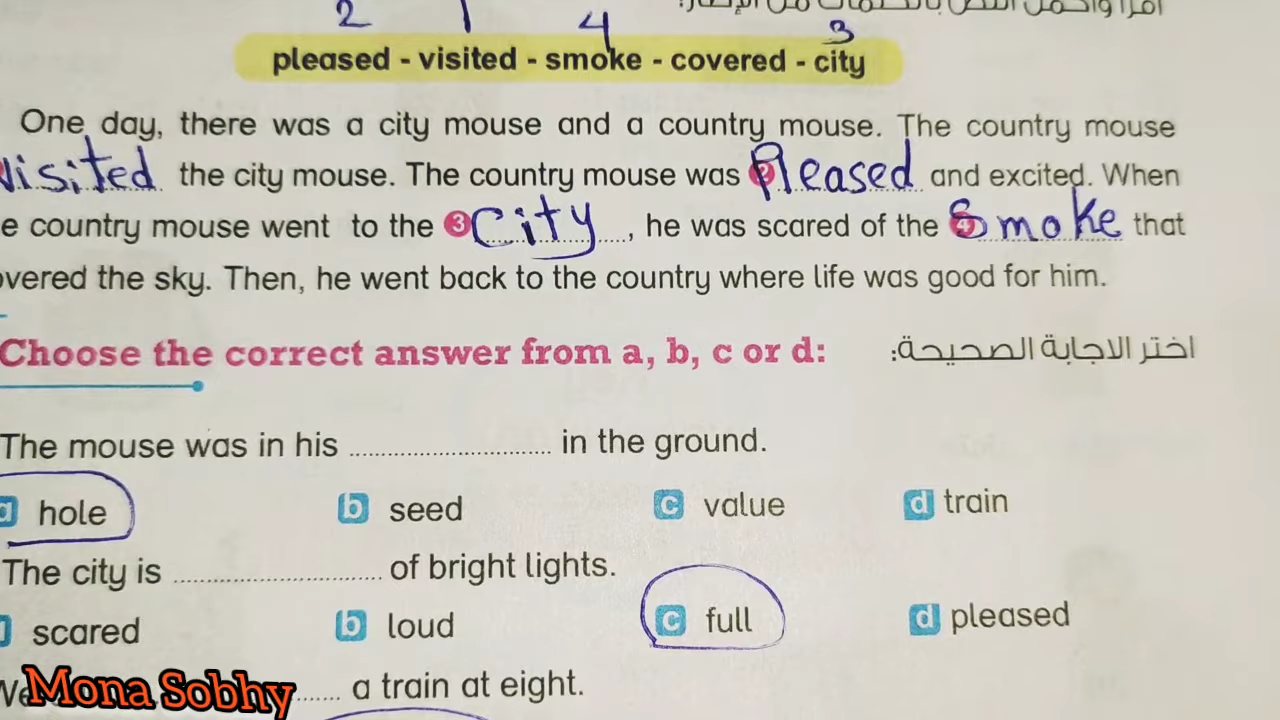 2 1 4 3
pleased - visited - smoke - covered - city
One day, there was a city mouse and a country mouse. The country mouse
visited the city mouse. The country mouse was 2 Pleased and excited. When
e country mouse went to the 3 City, he was scared of the 4 Smoke that
overed the sky. Then, he went back to the country where life was good for him.
Choose the correct answer from a, b, c or d: اختر الاجابة الصحيحة:
The mouse was in his .......................... in the ground.
a hole b seed c value d train
The city is ........................... of bright lights.
scared b loud c full d pleased
We ...... a train at eight.
Mona Sobhy